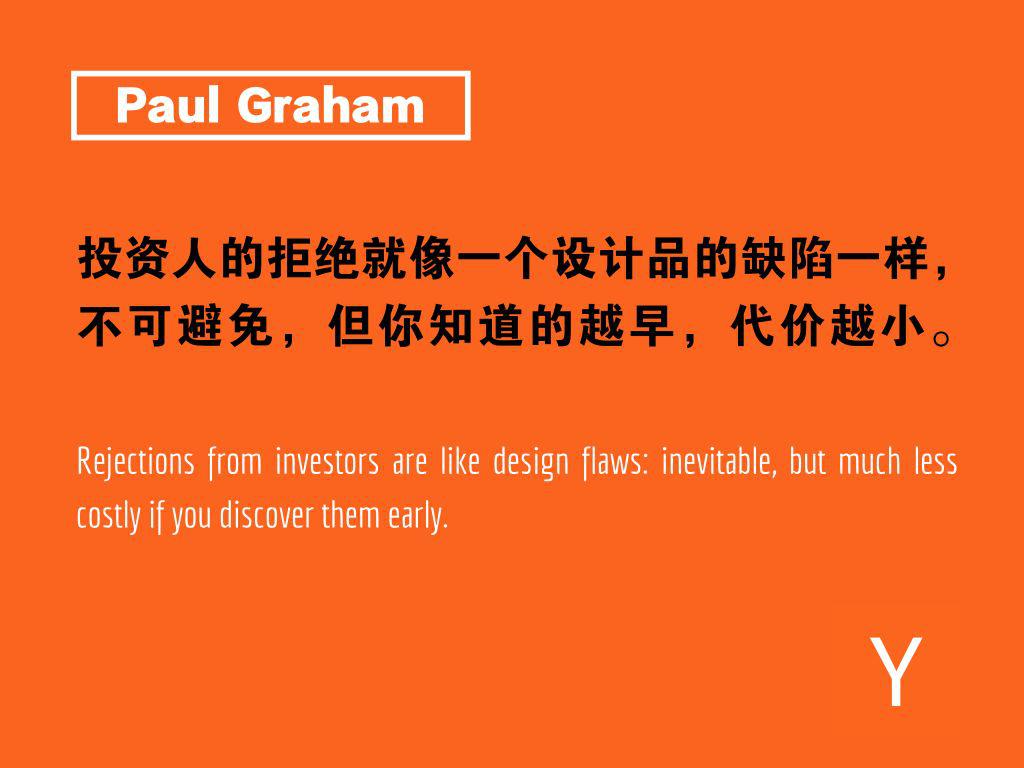 Paul Graham
投资人的拒绝就像一个设计品的缺陷一样，
不可避免，但你知道的越早，代价越小。
Rejections from investors are like design flaws: inevitable, but much less
costly if you discover them early.
Y